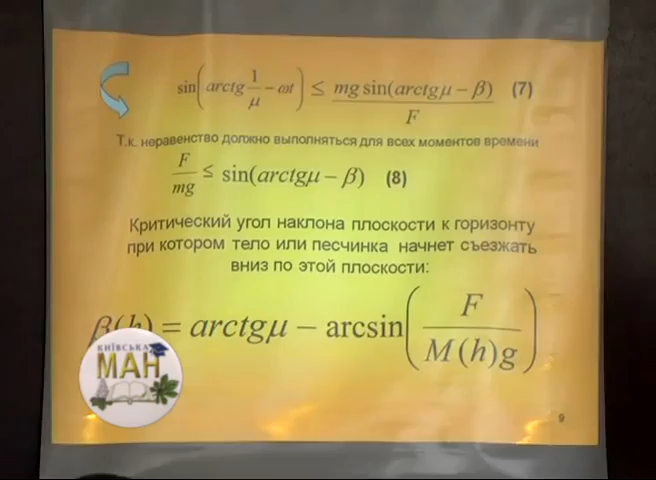 sin(arctg 1/μ − ωt) ≤ mg sin(arctgμ − β)/F (7)
Т.к. неравенство должно выполняться для всех моментов времени
F/mg ≤ sin(arctgμ − β) (8)
Критический угол наклона плоскости к горизонту
при котором тело или песчинка начнет съезжать
вниз по этой плоскости:
β(h) = arctgμ − arcsin(F/M(h)g)
КИЇВСЬКА
МАН
9